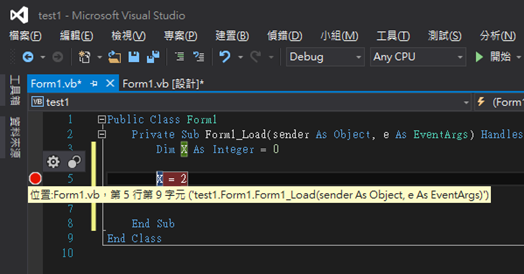 test1 - Microsoft Visual Studio
檔案(F) 編輯(E) 檢視(V) 專案(P) 建置(B) 偵錯(D) 小組(M) 工具(T) 測試(S) 分析(N)
Debug Any CPU 開始
工具箱
資料來源
Form1.vb* Form1.vb [設計]*
VB test1 (Form1
1 Public Class Form1
2 Private Sub Form1_Load(sender As Object, e As EventArgs) Handles
3 Dim X As Integer = 0
5 X = 2
位置:Form1.vb，第 5 行第 9 字元 ('test1.Form1.Form1_Load(sender As Object, e As EventArgs)')
8 End Sub
9 End Class
10